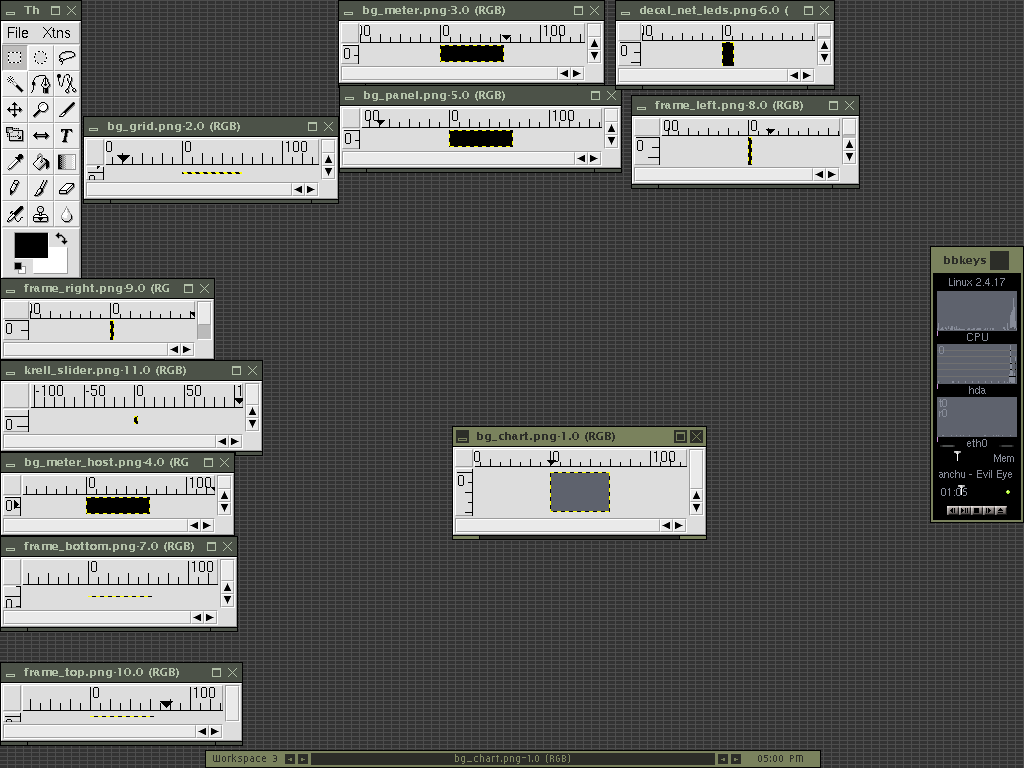 Th
File Xtns
bg_meter.png-3.0 (RGB)
0 0 100
0
decal_net_leds.png-6.0 (
0 0
0
bg_panel.png-5.0 (RGB)
00 0 100
0
frame_left.png-8.0 (RGB)
00 0
0
bg_grid.png-2.0 (RGB)
0 0 100
frame_right.png-9.0 (RG
0 0
0
krell_slider.png-11.0 (RGB)
-100 -50 0 50 1
0
bg_meter_host.png-4.0 (RG
0 100
0
frame_bottom.png-7.0 (RGB)
0 100
0
frame_top.png-10.0 (RGB)
0 100
bg_chart.png-1.0 (RGB)
0 0 100
0
bbkeys
Linux 2.4.17
CPU
0
hda
t0
r0
eth0
Mem
anchu - Evil Eye
01:05
Workspace 3
bg_chart.png-1.0 (RGB)
05:00 PM